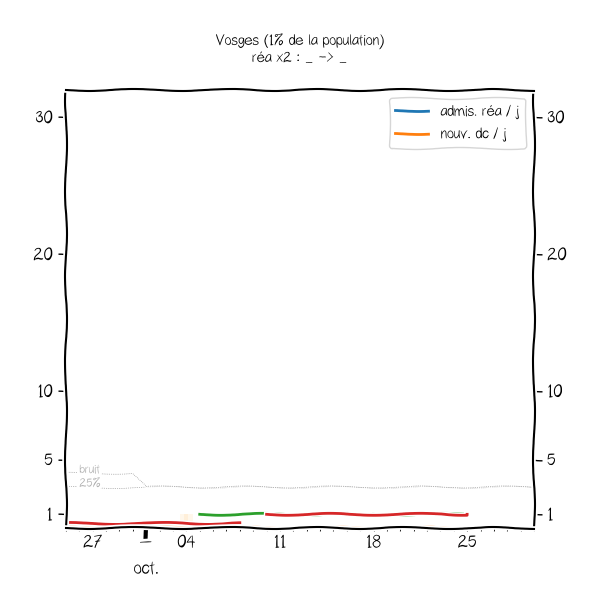 Vosges (1% de la population)
réa x2 : _ -> _
admis. réa / j
nouv. dc / j
30
30
20
20
10
10
5
5
bruit
25%
1
1
27
04
11
18
25
oct.